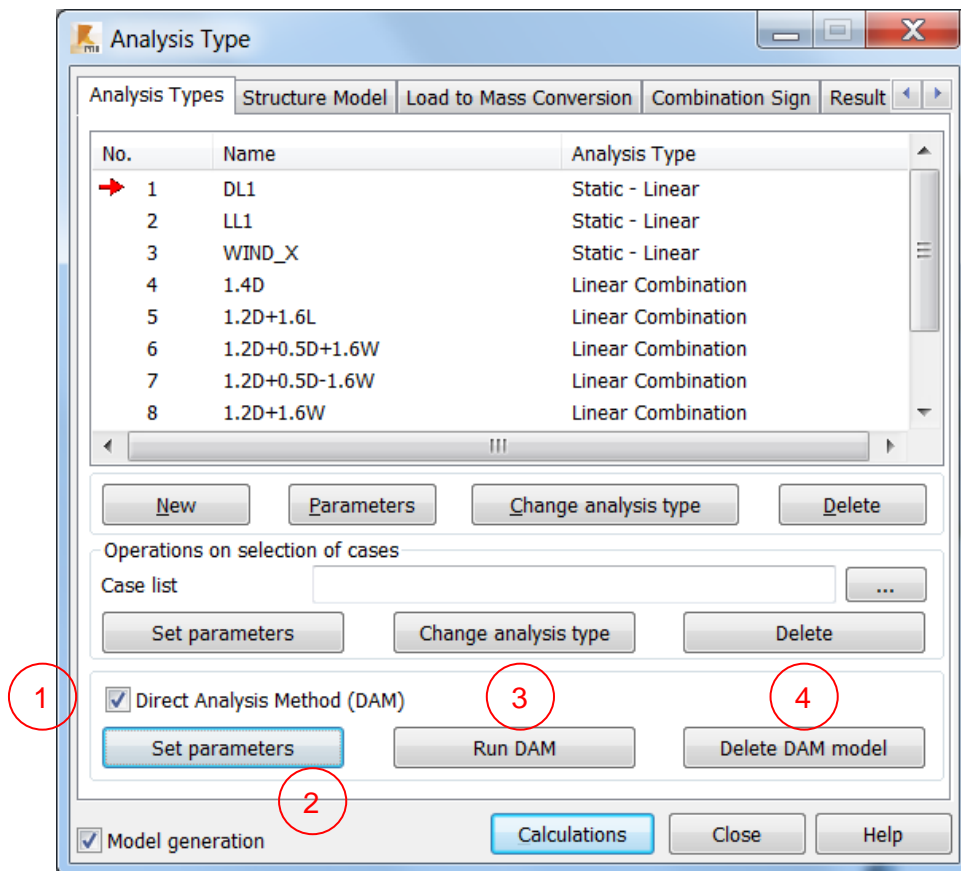 Analysis Type
Analysis Types Structure Model Load to Mass Conversion Combination Sign Result
No. Name Analysis Type
1 DL1 Static - Linear
2 LL1 Static - Linear
3 WIND_X Static - Linear
4 1.4D Linear Combination
5 1.2D+1.6L Linear Combination
6 1.2D+0.5D+1.6W Linear Combination
7 1.2D+0.5D-1.6W Linear Combination
8 1.2D+1.6W Linear Combination
New Parameters Change analysis type Delete
Operations on selection of cases
Case list ...
Set parameters Change analysis type Delete
1 Direct Analysis Method (DAM) 3 4
Set parameters Run DAM Delete DAM model
2
Model generation Calculations Close Help